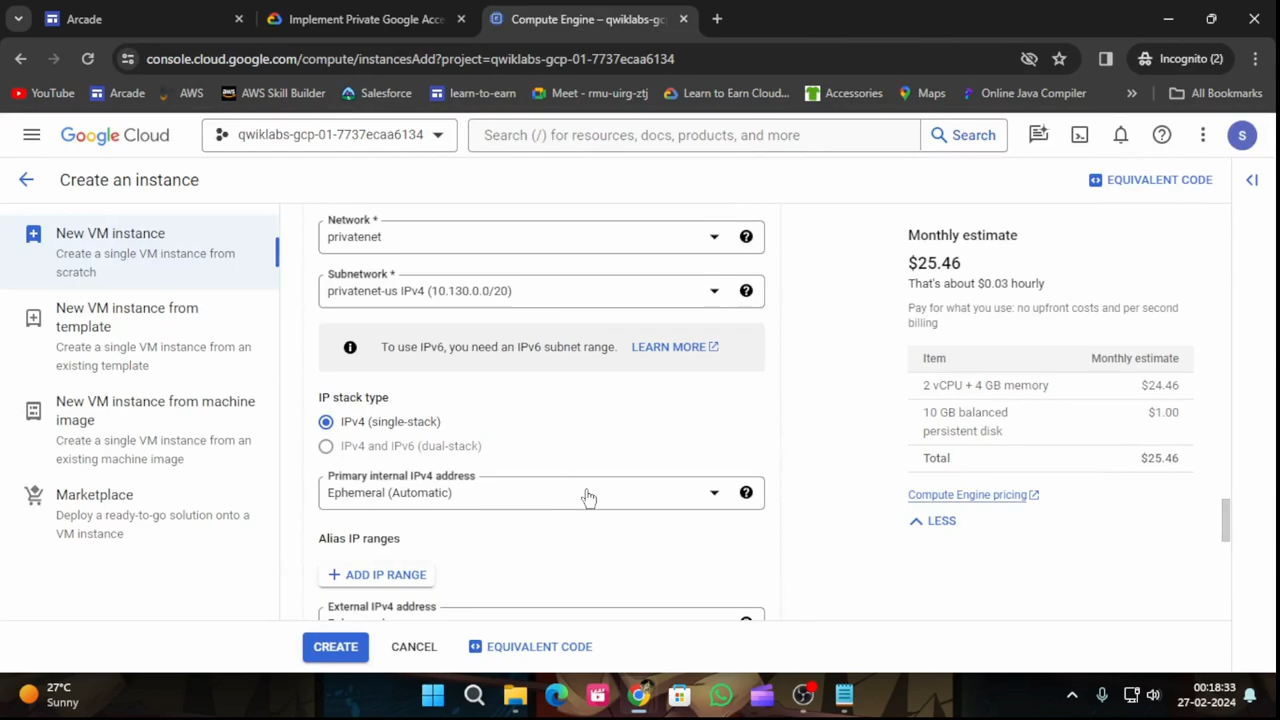 Arcade
Implement Private Google Acce
Compute Engine – qwiklabs-gc
console.cloud.google.com/compute/instancesAdd?project=qwiklabs-gcp-01-7737ecaa6134
Incognito (2)
YouTube
Arcade
AWS
AWS Skill Builder
Salesforce
learn-to-earn
Meet - rmu-uirg-ztj
Learn to Earn Cloud...
Accessories
Maps
Online Java Compiler
All Bookmarks
Google Cloud
qwiklabs-gcp-01-7737ecaa6134
Search (/) for resources, docs, products, and more
Search
S
Create an instance
EQUIVALENT CODE
New VM instance
Create a single VM instance from
scratch
New VM instance from
template
Create a single VM instance from an
existing template
New VM instance from machine
image
Create a single VM instance from an
existing machine image
Marketplace
Deploy a ready-to-go solution onto a
VM instance
Network *
privatenet
Subnetwork *
privatenet-us IPv4 (10.130.0.0/20)
To use IPv6, you need an IPv6 subnet range. LEARN MORE
IP stack type
IPv4 (single-stack)
IPv4 and IPv6 (dual-stack)
Primary internal IPv4 address
Ephemeral (Automatic)
Alias IP ranges
ADD IP RANGE
External IPv4 address
CREATE
CANCEL
EQUIVALENT CODE
Monthly estimate
$25.46
That's about $0.03 hourly
Pay for what you use: no upfront costs and per second
billing
Item Monthly estimate
2 vCPU + 4 GB memory $24.46
10 GB balanced $1.00
persistent disk
Total $25.46
Compute Engine pricing
LESS
27°C
Sunny
00:18:33
27-02-2024